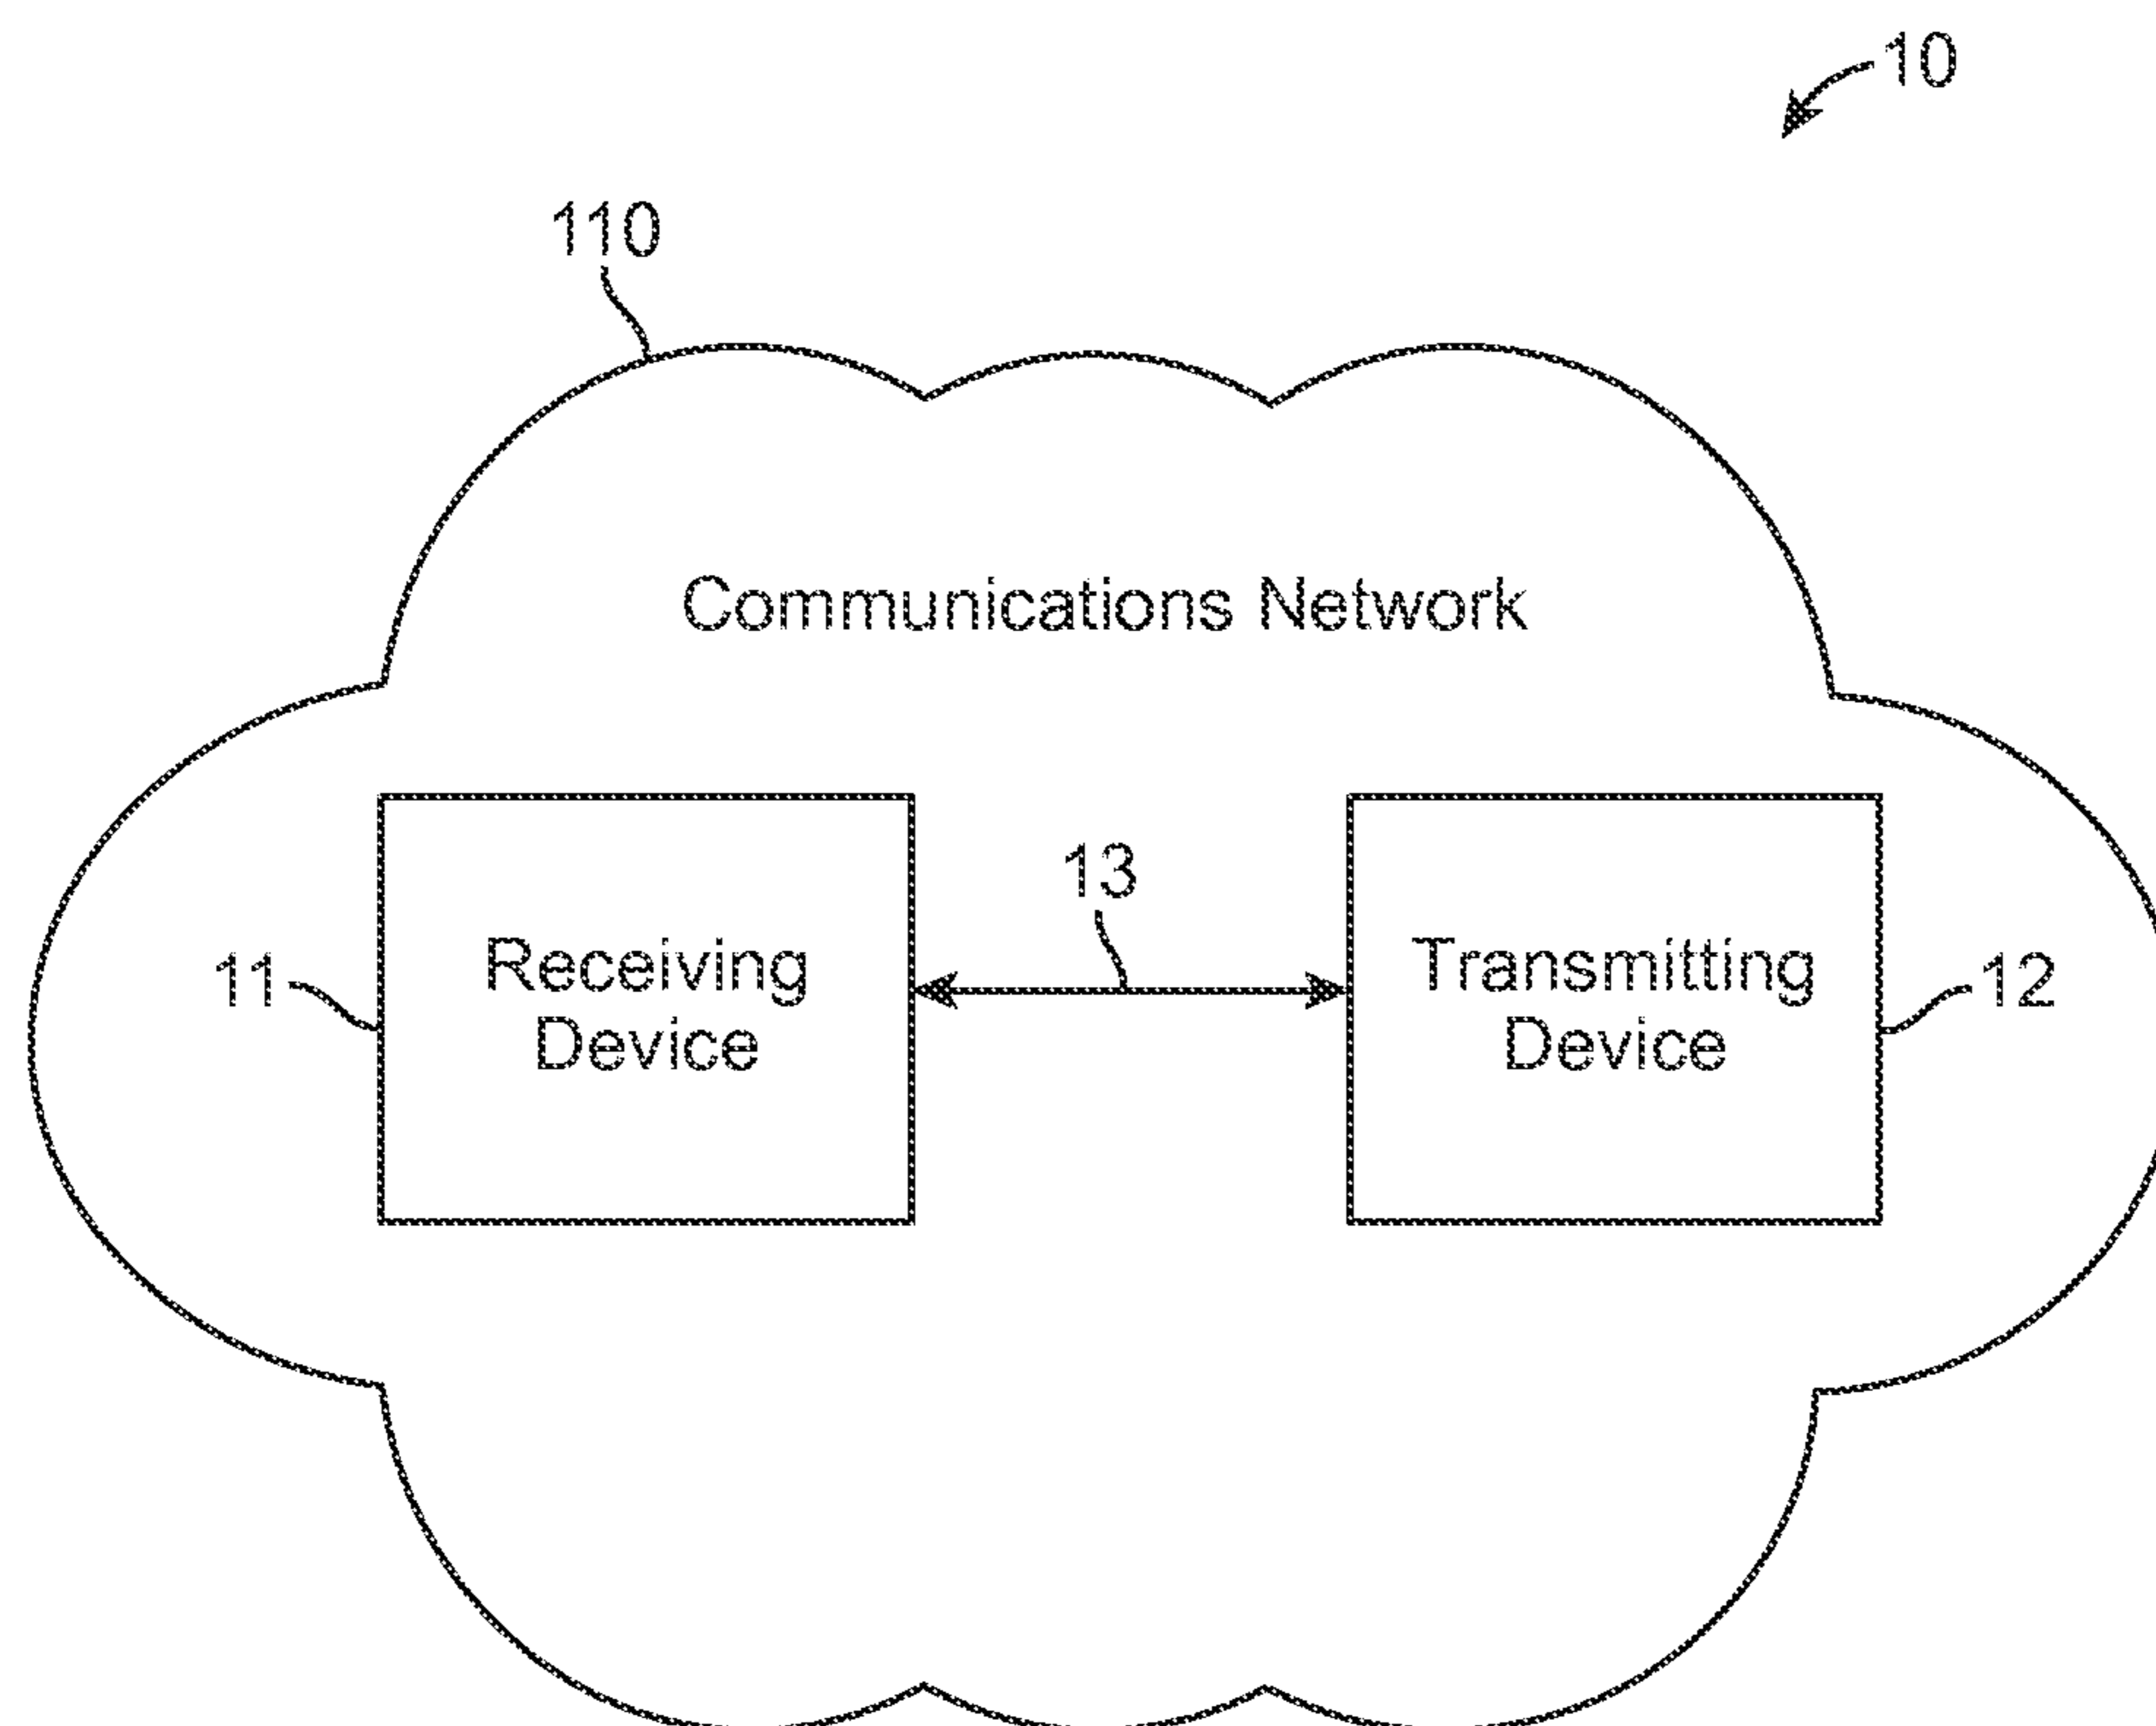 10
110
Communications Network
13
Receiving
Device
Transmitting
Device
11
12